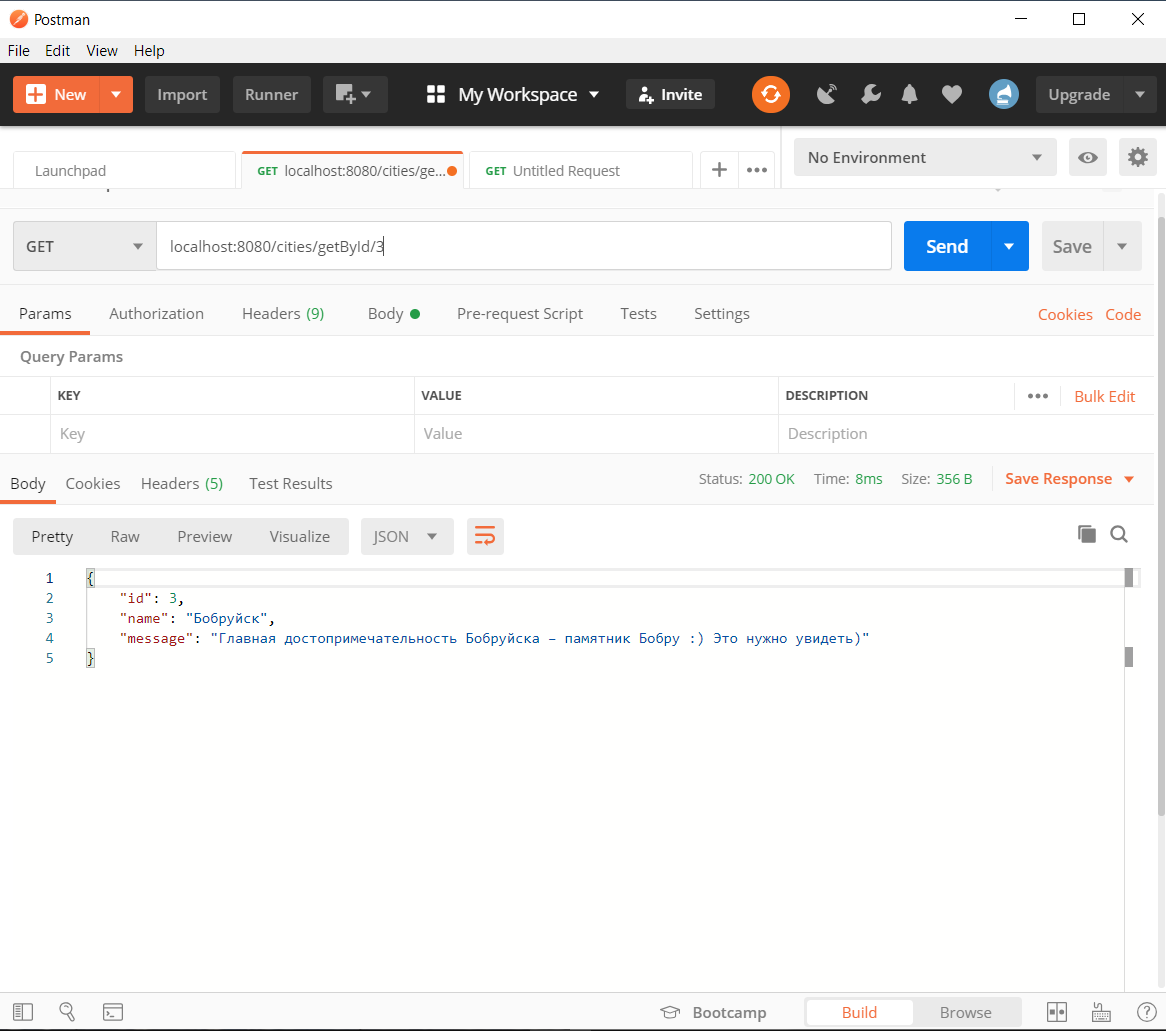 Postman
File Edit View Help
New Import Runner My Workspace Invite Upgrade
Launchpad GET localhost:8080/cities/ge... GET Untitled Request No Environment
GET localhost:8080/cities/getById/3 Send Save
Params Authorization Headers (9) Body Pre-request Script Tests Settings Cookies Code
Query Params
KEY VALUE DESCRIPTION Bulk Edit
Key Value Description
Body Cookies Headers (5) Test Results Status: 200 OK Time: 8ms Size: 356 B Save Response
Pretty Raw Preview Visualize JSON
1 {
2 "id": 3,
3 "name": "Бобруйск",
4 "message": "Главная достопримечательность Бобруйска – памятник Бобру :) Это нужно увидеть)"
5 }
Bootcamp Build Browse